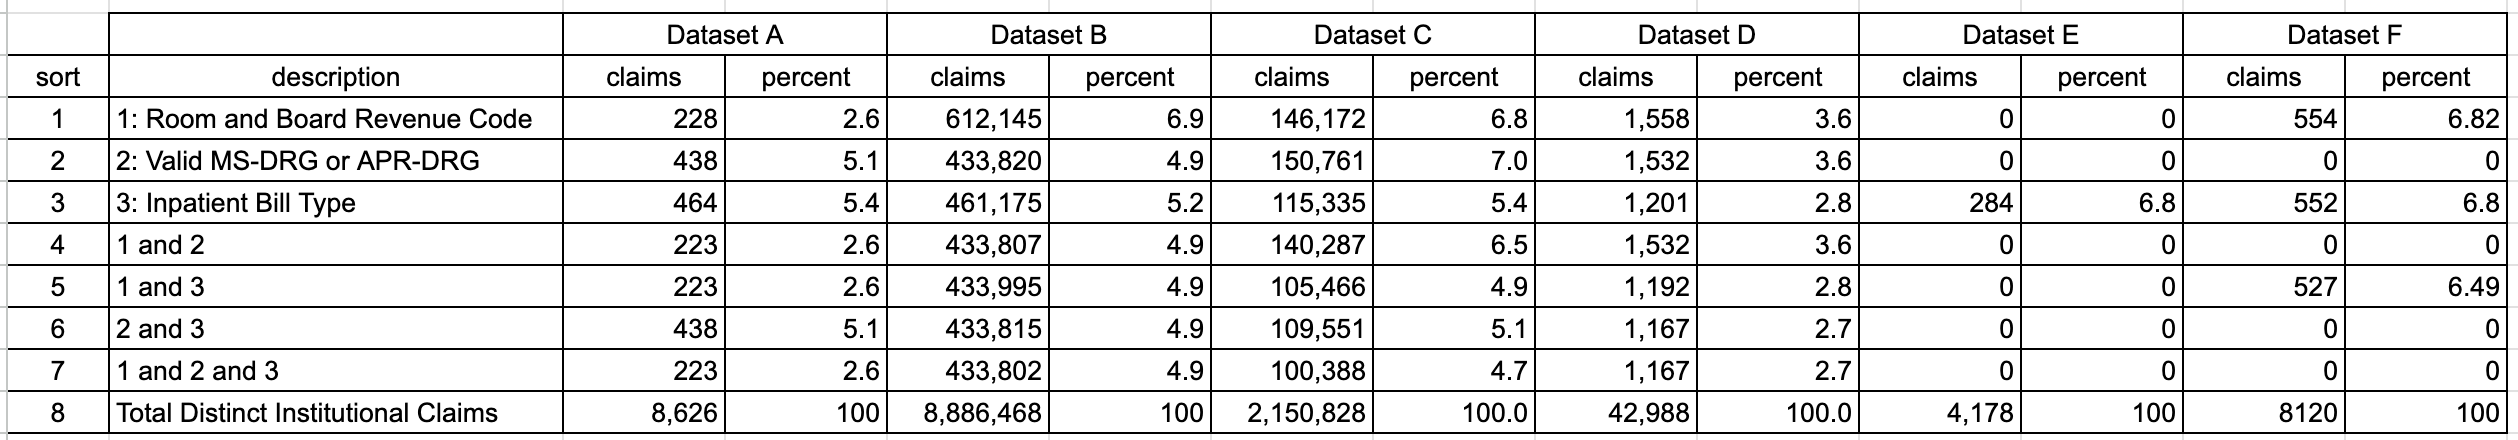 Dataset A Dataset B Dataset C Dataset D Dataset E Dataset F
sort description claims percent claims percent claims percent claims percent claims percent claims percent
1 1: Room and Board Revenue Code 228 2.6 612,145 6.9 146,172 6.8 1,558 3.6 0 0 554 6.82
2 2: Valid MS-DRG or APR-DRG 438 5.1 433,820 4.9 150,761 7.0 1,532 3.6 0 0 0 0
3 3: Inpatient Bill Type 464 5.4 461,175 5.2 115,335 5.4 1,201 2.8 284 6.8 552 6.8
4 1 and 2 223 2.6 433,807 4.9 140,287 6.5 1,532 3.6 0 0 0 0
5 1 and 3 223 2.6 433,995 4.9 105,466 4.9 1,192 2.8 0 0 527 6.49
6 2 and 3 438 5.1 433,815 4.9 109,551 5.1 1,167 2.7 0 0 0 0
7 1 and 2 and 3 223 2.6 433,802 4.9 100,388 4.7 1,167 2.7 0 0 0 0
8 Total Distinct Institutional Claims 8,626 100 8,886,468 100 2,150,828 100.0 42,988 100.0 4,178 100 8120 100